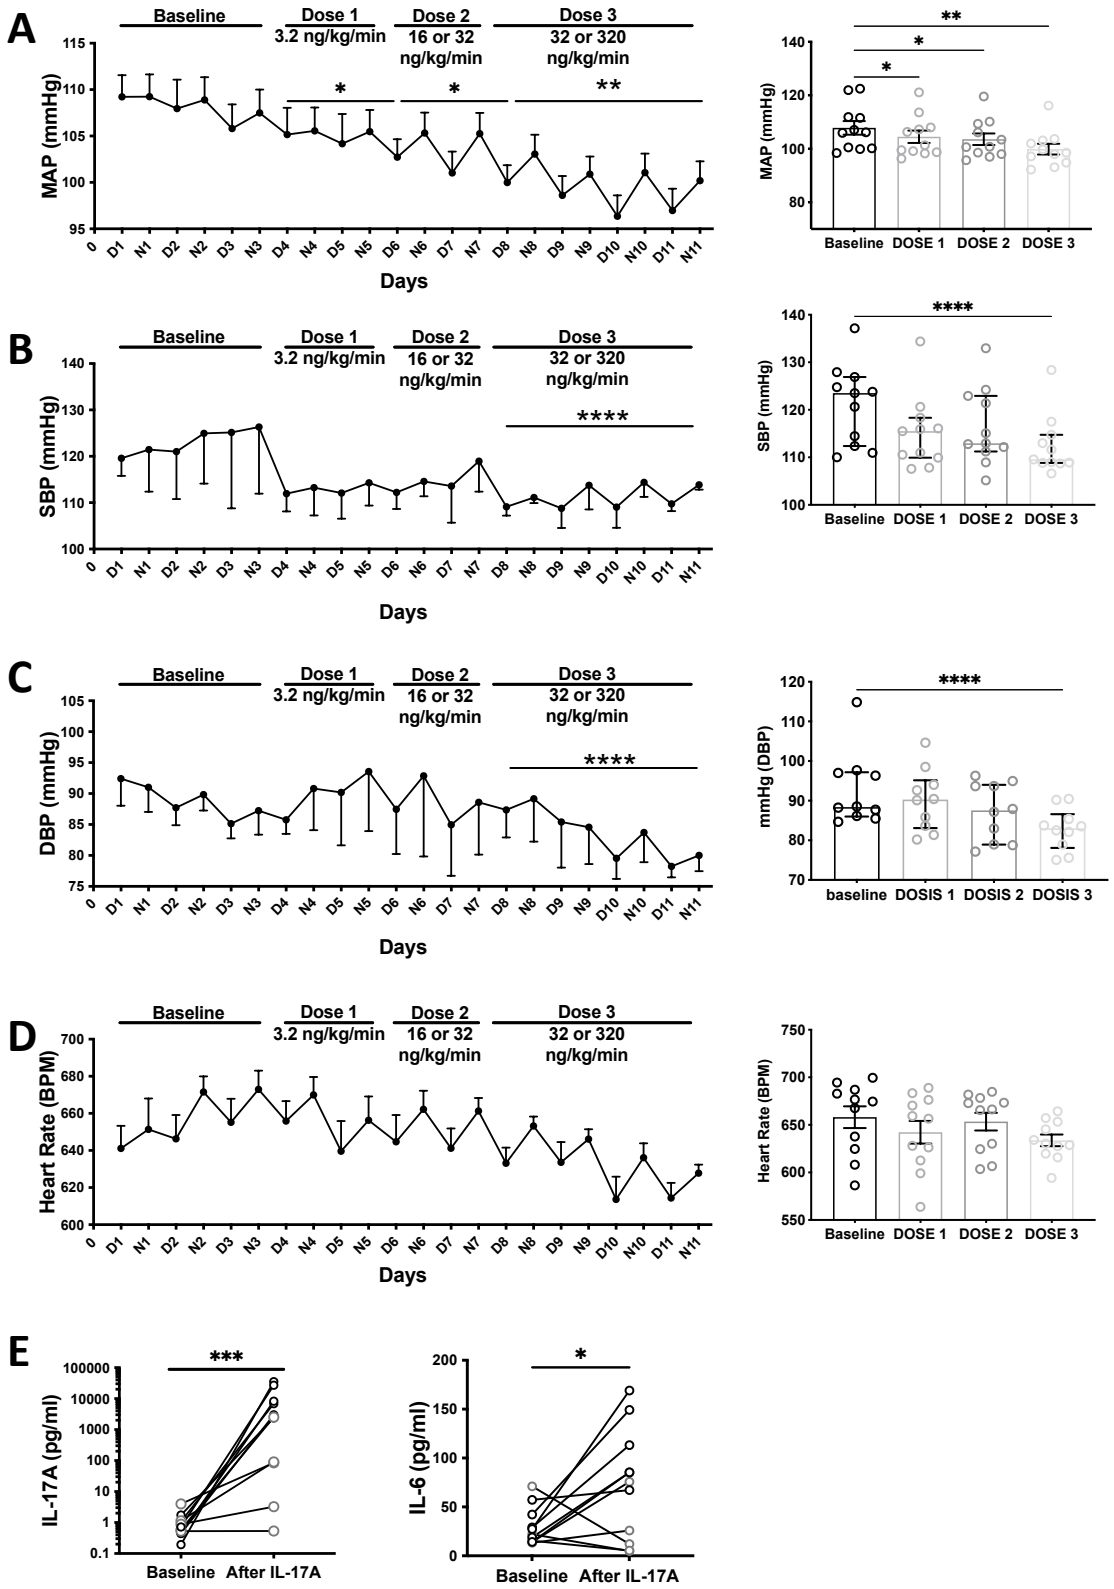 A
Baseline
Dose 1
Dose 2
Dose 3
3.2 ng/kg/min
16 or 32
ng/kg/min)
32 or 320
ng/kg/min)
MAP (mmHg)
115
110
105
100
95
*
*
**
0 D1 N1 D2 N2 D3 N3 D4 N4 D5 N5 D6 N6 D7 N7 D8 N8 D9 N9 D10 N10 D11 N11
Days
MAP (mmHg)
140
120
100
80
**
*
*
Baseline DOSE 1 DOSE 2 DOSE 3
B
Baseline
Dose 1
Dose 2
Dose 3
3.2 ng/kg/min
16 or 32
ng/kg/min)
32 or 320
ng/kg/min)
SBP (mmHg)
140
130
120
110
100
****
0 D1 N1 D2 N2 D3 N3 D4 N4 D5 N5 D6 N6 D7 N7 D8 N8 D9 N9 D10 N10 D11 N11
Days
SBP (mmHg)
140
130
120
110
100
****
Baseline DOSE 1 DOSE 2 DOSE 3
C
Baseline
Dose 1
Dose 2
Dose 3
3.2 ng/kg/min
16 or 32
ng/kg/min)
32 or 320
ng/kg/min)
DBP (mmHg)
105
105
95
90
85
80
75
****
0 D1 N1 D2 N2 D3 N3 D4 N4 D5 N5 D6 N6 D7 N7 D8 N8 D9 N9 D10 N10 D11 N11
Days
mmHg (DBP)
120
110
100
90
80
70
****
baseline DOSIS 1 DOSIS 2 DOSIS 3
D
Baseline
Dose 1
Dose 2
Dose 3
3.2 ng/kg/min
16 or 32
ng/kg/min)
32 or 320
ng/kg/min)
Heart Rate (BPM)
700
680
660
640
620
600
0 D1 N1 D2 N2 D3 N3 D4 N4 D5 N5 D6 N6 D7 N7 D8 N8 D9 N9 D10 N10 D11 N11
Days
Heart Rate (BPM)
750
700
650
600
550
Baseline DOSE 1 DOSE 2 DOSE 3
E
IL-17A (pg/ml)
100000
10000
1000
100
10
1
0.1
***
Baseline After IL-17A
IL-6 (pg/ml)
200
150
100
50
0
*
Baseline After IL-17A